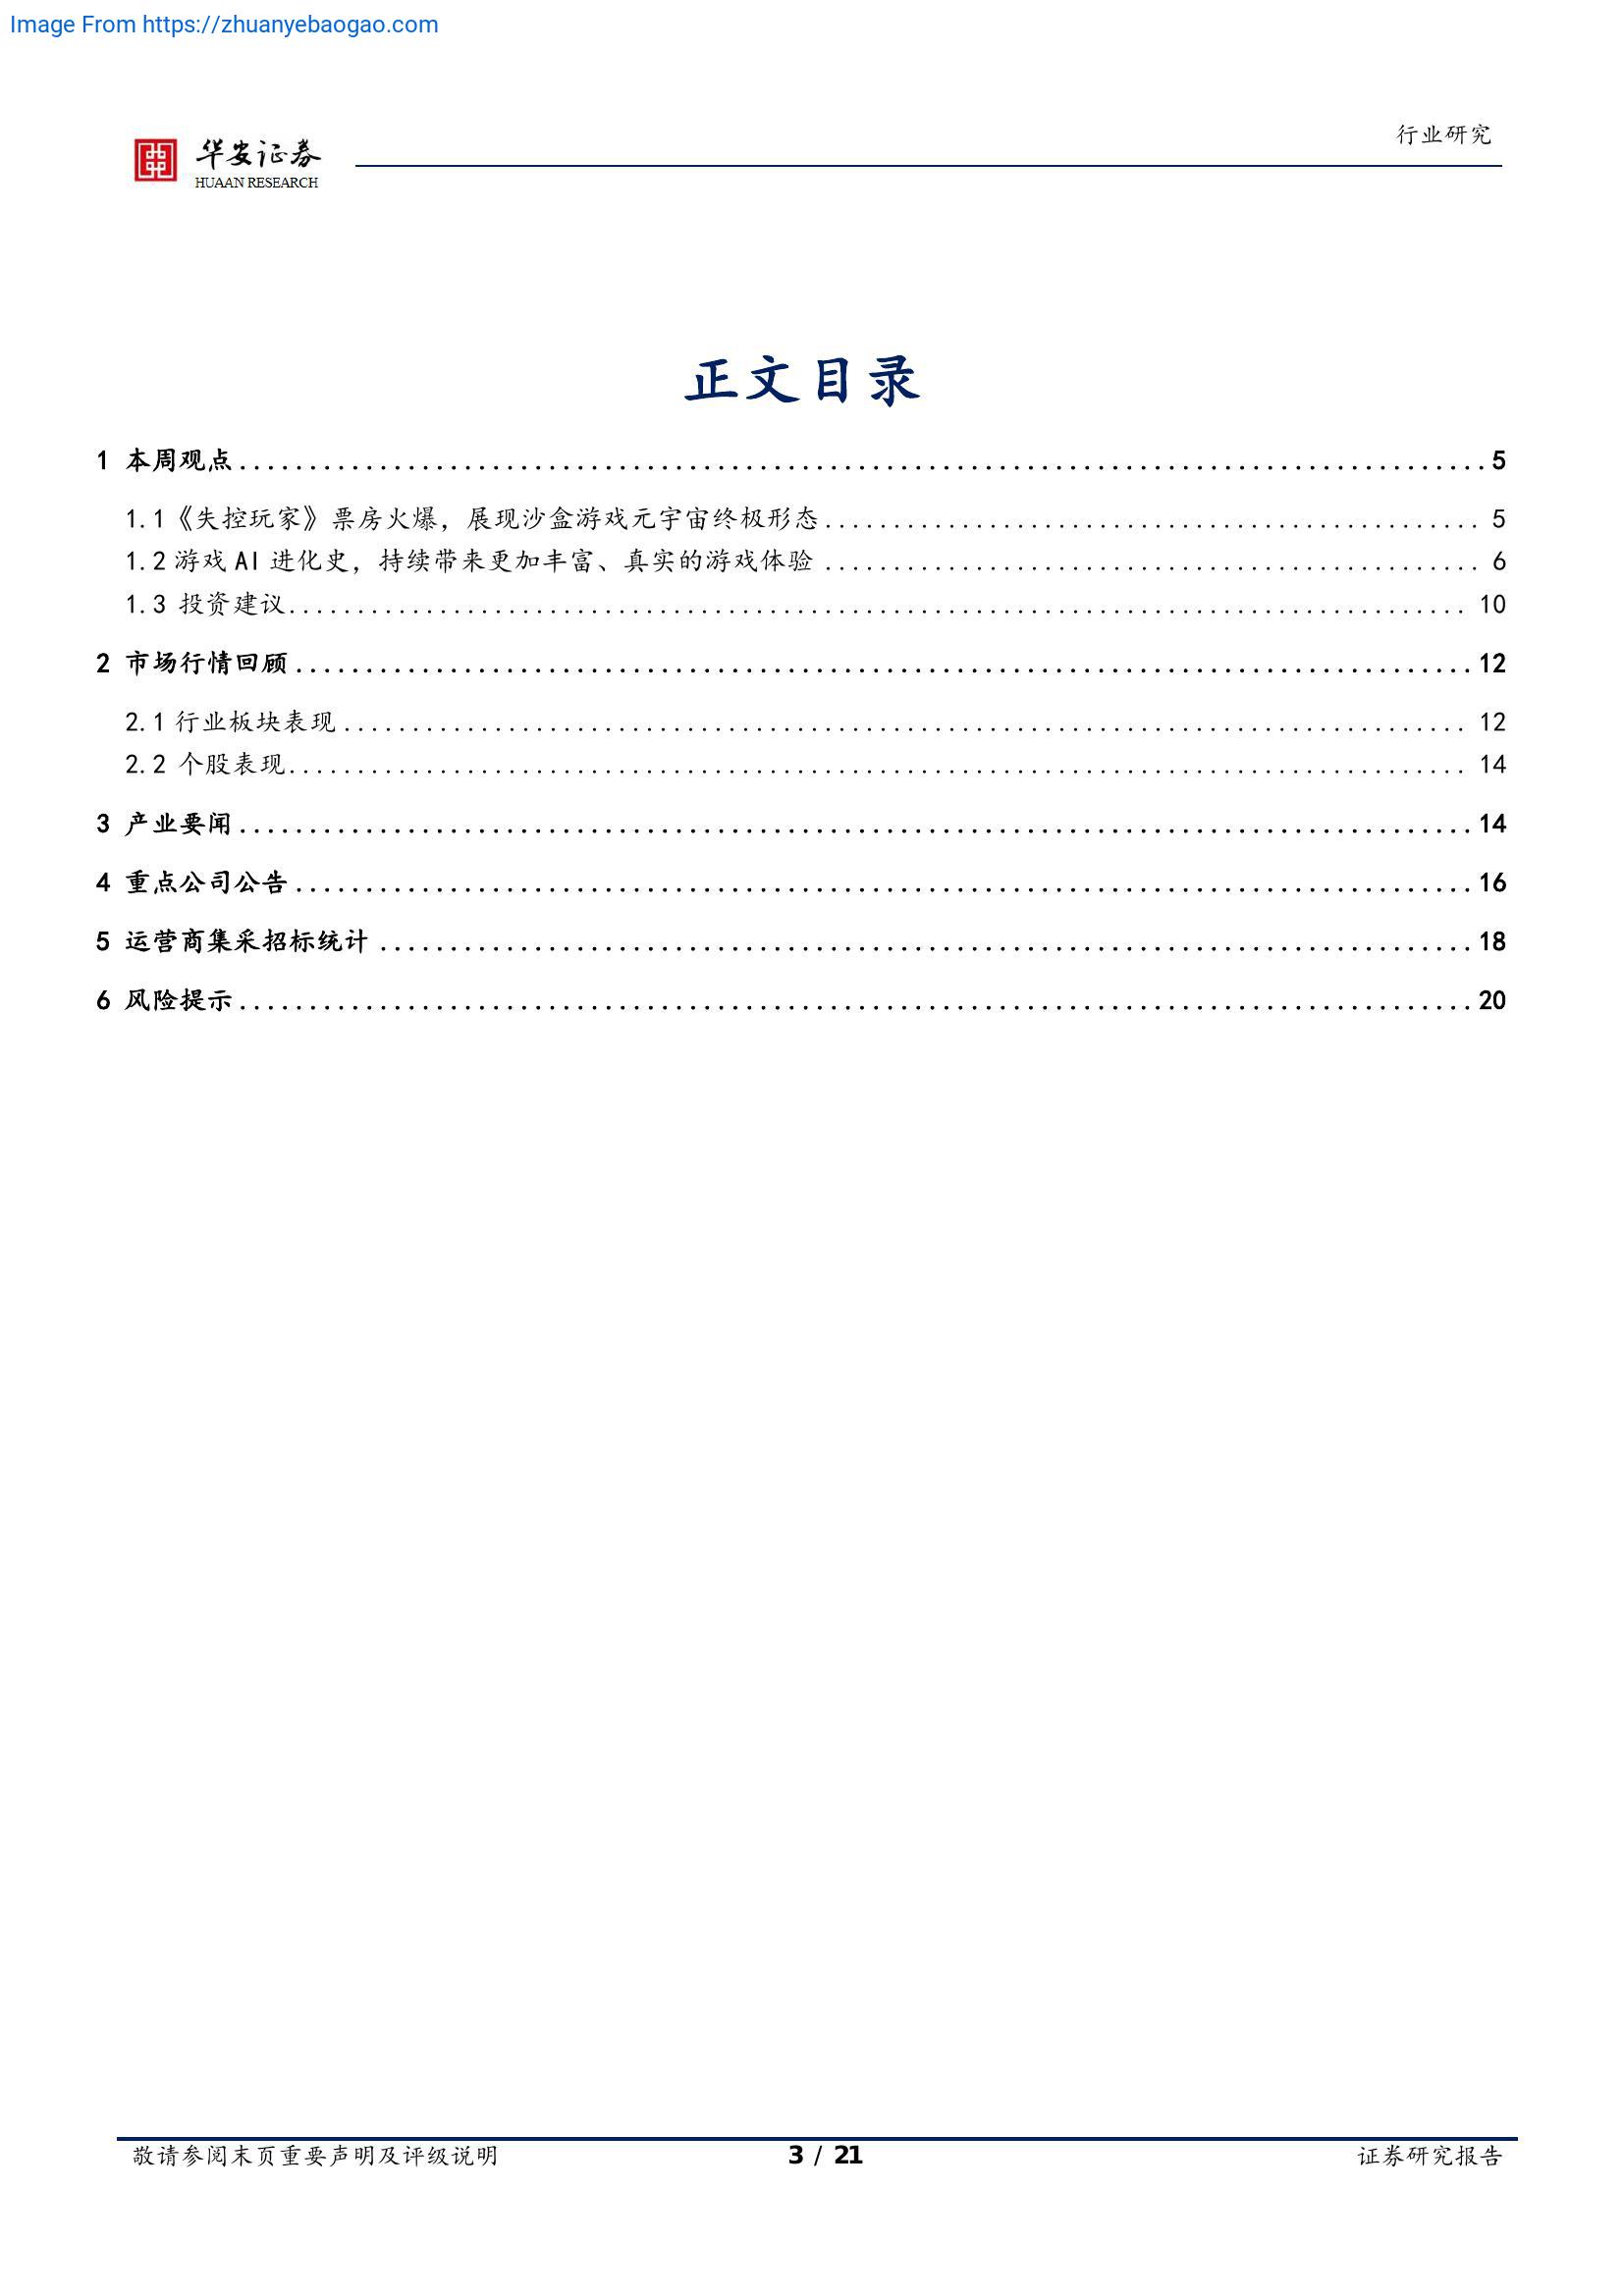 Image From https://zhuanyebaogao.com
行业研究
华安证券
HUAAN RESEARCH
正文目录
1 本周观点........................................................................................5
1.1《失控玩家》票房火爆，展现沙盒游戏元宇宙终极形态................................................ 5
1.2 游戏 AI 进化史，持续带来更加丰富、真实的游戏体验 ................................................ 6
1.3 投资建议...................................................................................... 10
2 市场行情回顾....................................................................................12
2.1 行业板块表现.................................................................................. 12
2.2 个股表现...................................................................................... 14
3 产业要闻........................................................................................14
4 重点公司公告....................................................................................16
5 运营商集采招标统计 ..............................................................................18
6 风险提示........................................................................................20
敬请参阅末页重要声明及评级说明 3 / 21 证券研究报告